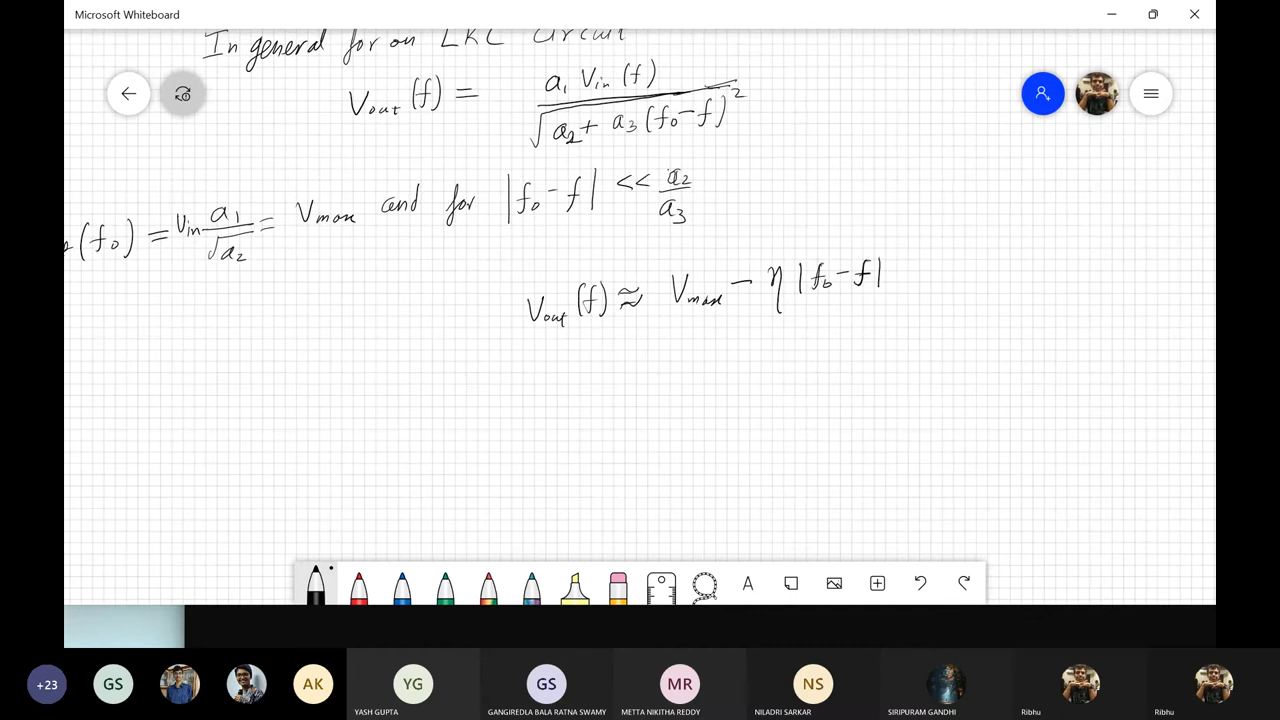 Microsoft Whiteboard
In general for an LRC circuit
Vout (f) = a1 Vin (f) / √(a2 + a3 (f0 - f)²)
(f0) = Vin a1 / √a2 = Vmax and for |f0 - f| << a2 / a3
Vout (f) ≈ Vmax - η |f0 - f|
A
+23
GS
AK
YG
GS
MR
NS
YASH GUPTA
GANGIREDLA BALA RATNA SWAMY
METTA NIKITHA REDDY
NILADRI SARKAR
SIRIPURAM GANDHI
Ribhu
Ribhu